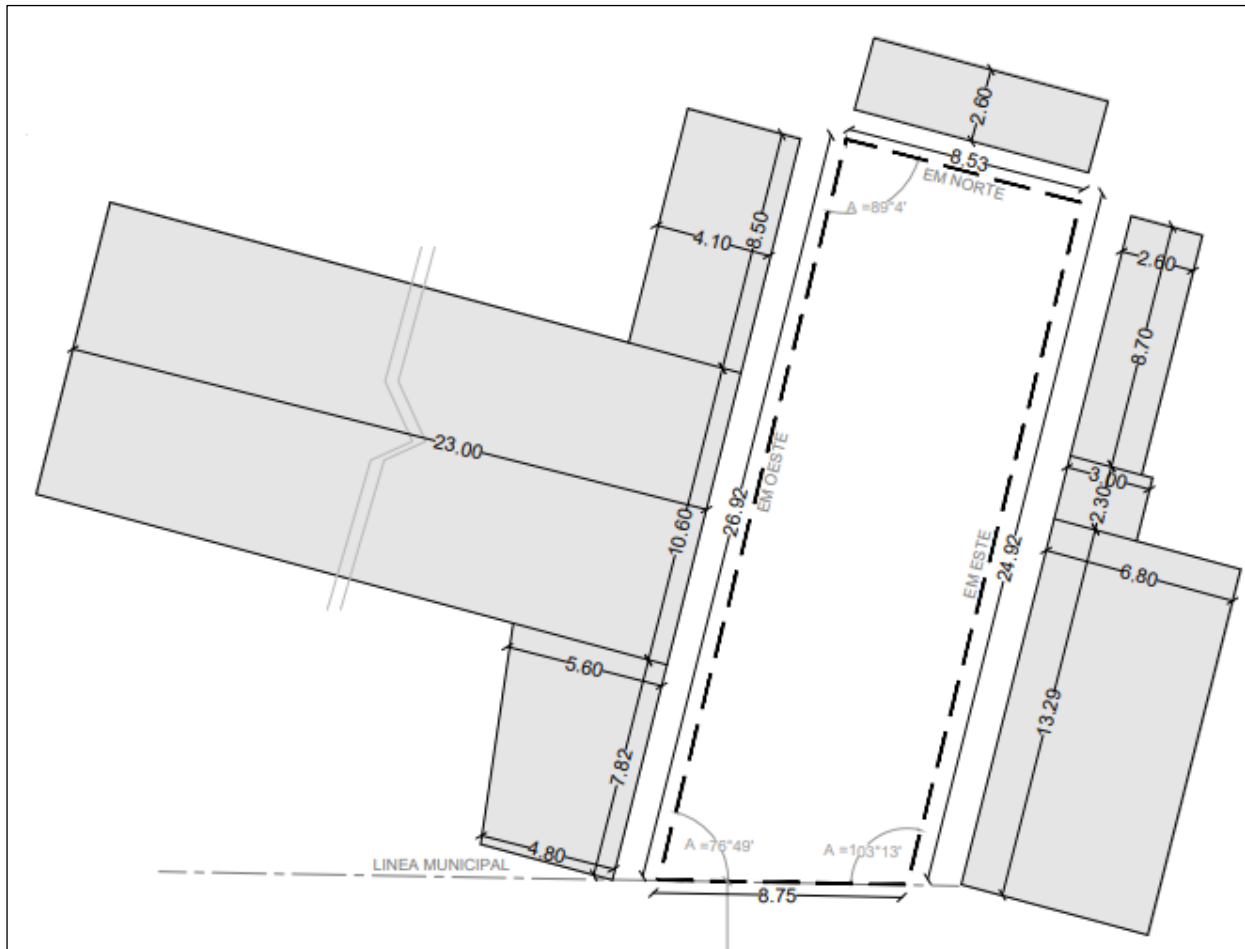 2.60
8.53
EM NORTE
A =89°4'
8.50
4.10
2.60
8.70
23.00
EM OESTE
26.92
10.60
3.00
2.30
24.92
EM ESTE
6.80
5.60
13.29
7.82
A =76°49'
A =103°13'
4.80
LINEA MUNICIPAL
8.75